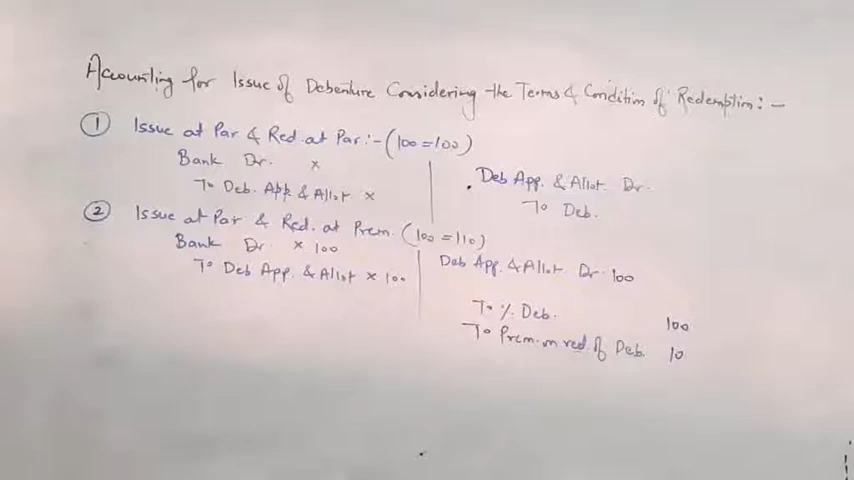 Accounting for Issue of Debenture Considering the Terms & Condition of Redemption : -
① Issue at Par & Red. at Par :- (100 = 100)
Bank Dr. x
To Deb. App & Allot x
Deb App. & Allot. Dr.
To Deb.
② Issue at Par & Red. at Prem. (100 = 110)
Bank Dr. x 100
To Deb App. & Allot x 100
Deb App. & Allot Dr. 100
To % Deb. 100
To Prem. on red. of Deb. 10